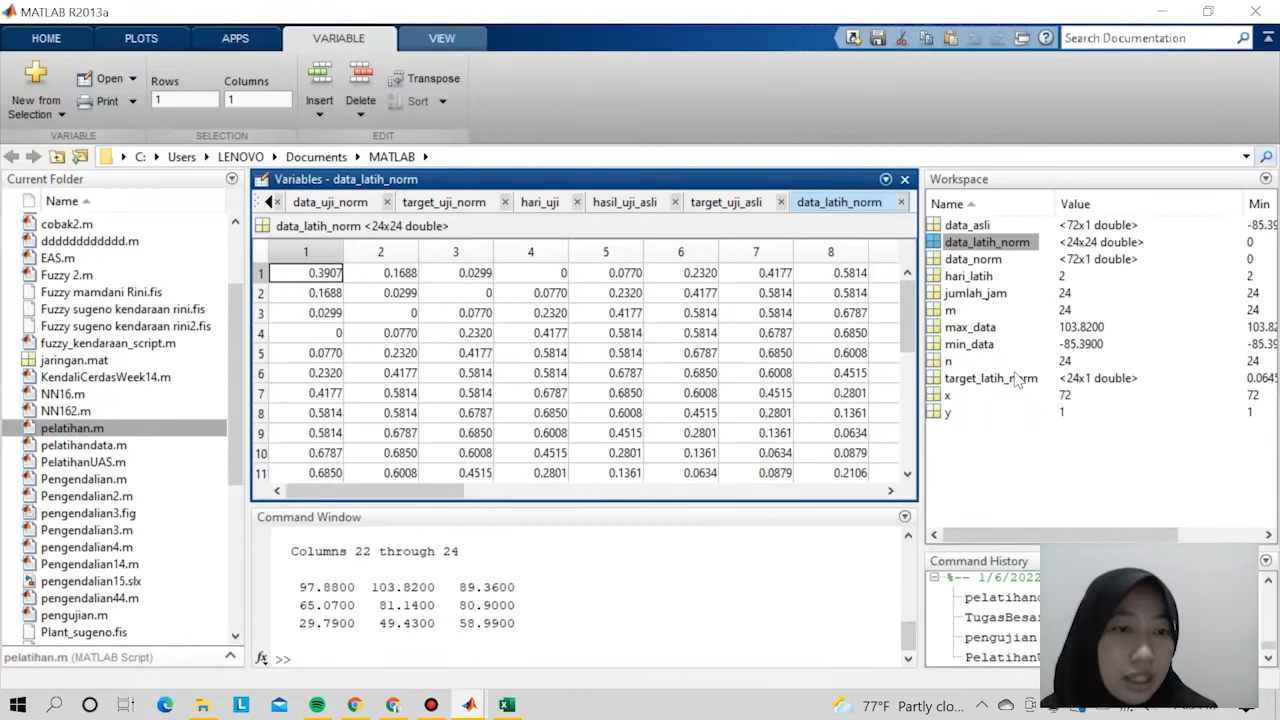 MATLAB R2013a
HOME PLOTS APPS VARIABLE VIEW Search Documentation
New from Selection Open Print Rows Columns 1 1 Insert Delete Transpose Sort
VARIABLE SELECTION EDIT
C: Users LENOVO Documents MATLAB
Current Folder
Name
cobak2.m
dddddddddddd.m
EAS.m
Fuzzy 2.m
Fuzzy mamdani Rini.fis
Fuzzy sugeno kendaraan rini.fis
Fuzzy sugeno kendaraan rini2.fis
fuzzy_kendaraan_script.m
jaringan.mat
KendaliCerdasWeek14.m
NN16.m
NN162.m
pelatihan.m
pelatihandata.m
PelatihanUAS.m
Pengendalian.m
Pengendalian2.m
pengendalian3.fig
Pengendalian3.m
pengendalian4.m
Pengendalian14.m
pengendalian15.slx
pengendalian44.m
pengujian.m
Plant_sugeno.fis
pelatihan.m (MATLAB Script)
Variables - data_latih_norm
data_uji_norm target_uji_norm hari_uji hasil_uji_asli target_uji_asli data_latih_norm
data_latih_norm <24x24 double>
1 2 3 4 5 6 7 8
1 0.3907 0.1688 0.0299 0 0.0770 0.2320 0.4177 0.5814
2 0.1688 0.0299 0 0.0770 0.2320 0.4177 0.5814 0.5814
3 0.0299 0 0.0770 0.2320 0.4177 0.5814 0.5814 0.6787
4 0 0.0770 0.2320 0.4177 0.5814 0.5814 0.6787 0.6850
5 0.0770 0.2320 0.4177 0.5814 0.5814 0.6787 0.6850 0.6008
6 0.2320 0.4177 0.5814 0.5814 0.6787 0.6850 0.6008 0.4515
7 0.4177 0.5814 0.5814 0.6787 0.6850 0.6008 0.4515 0.2801
8 0.5814 0.5814 0.6787 0.6850 0.6008 0.4515 0.2801 0.1361
9 0.5814 0.6787 0.6850 0.6008 0.4515 0.2801 0.1361 0.0634
10 0.6787 0.6850 0.6008 0.4515 0.2801 0.1361 0.0634 0.0879
11 0.6850 0.6008 0.4515 0.2801 0.1361 0.0634 0.0879 0.2106
Command Window
Columns 22 through 24
97.8800 103.8200 89.3600
65.0700 81.1400 80.9000
29.7900 49.4300 58.9900
fx >>
Workspace
Name Value Min
data_asli <72x1 double> -85.39
data_latih_norm <24x24 double> 0
data_norm <72x1 double> 0
hari_latih 2 2
jumlah_jam 24 24
m 24 24
max_data 103.8200 103.82
min_data -85.3900 -85.39
n 24 24
target_latih_norm <24x1 double> 0.0645
x 72 72
y 1 1
Command History
%-- 1/6/2022
pelatihand
TugasBesar
pengujian
PelatihanU
77°F Partly clo...